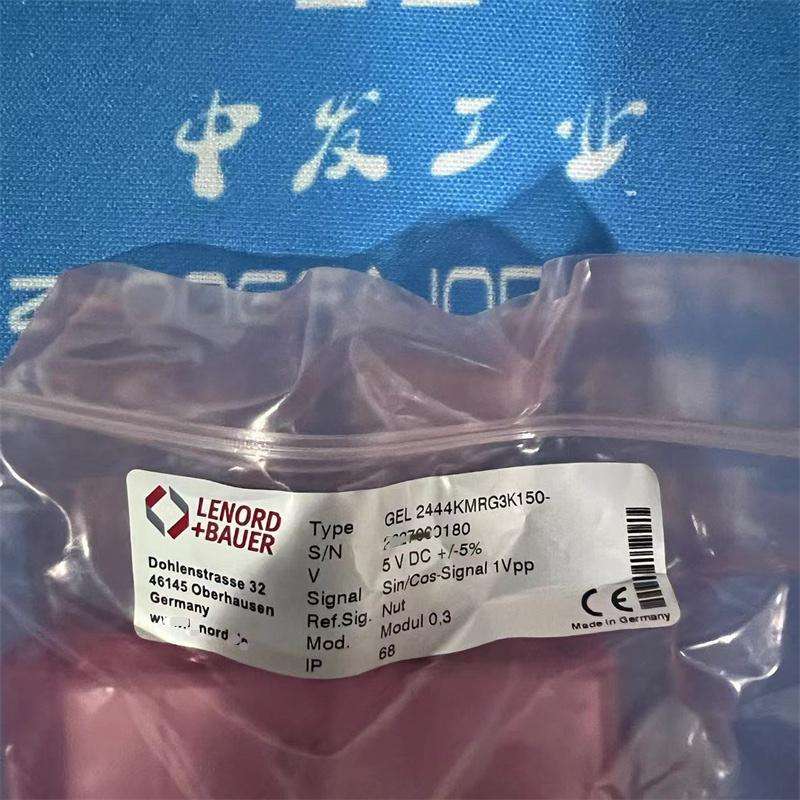 中发工业
LENORD
+BAUER
Dohlenstrasse 32
46145 Oberhausen
Germany
Type GEL 2444KMRG3K150-
S/N
V 5 V DC +/-5%
Signal Sin/Cos-Signal 1Vpp
Ref.Sig. Nut
Mod. Modul 0,3
IP 68
CE
Made in Germany